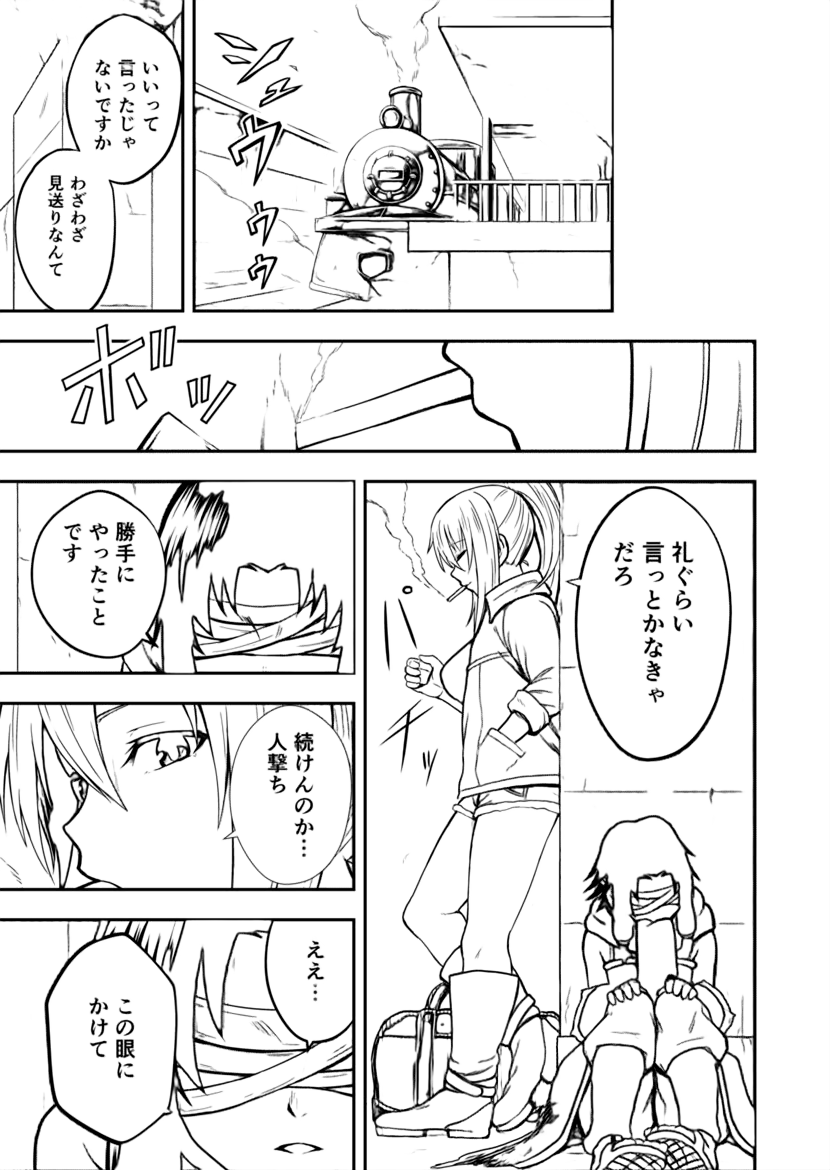 シュウゥゥ
いいって
言ったじゃ
ないですか
わざわざ
見送りなんて
ボッ
礼ぐらい
言っとかなきゃ
だろ
勝手に
やったこと
です
続けんのか…
人撃ち
ええ…
この眼に
かけて